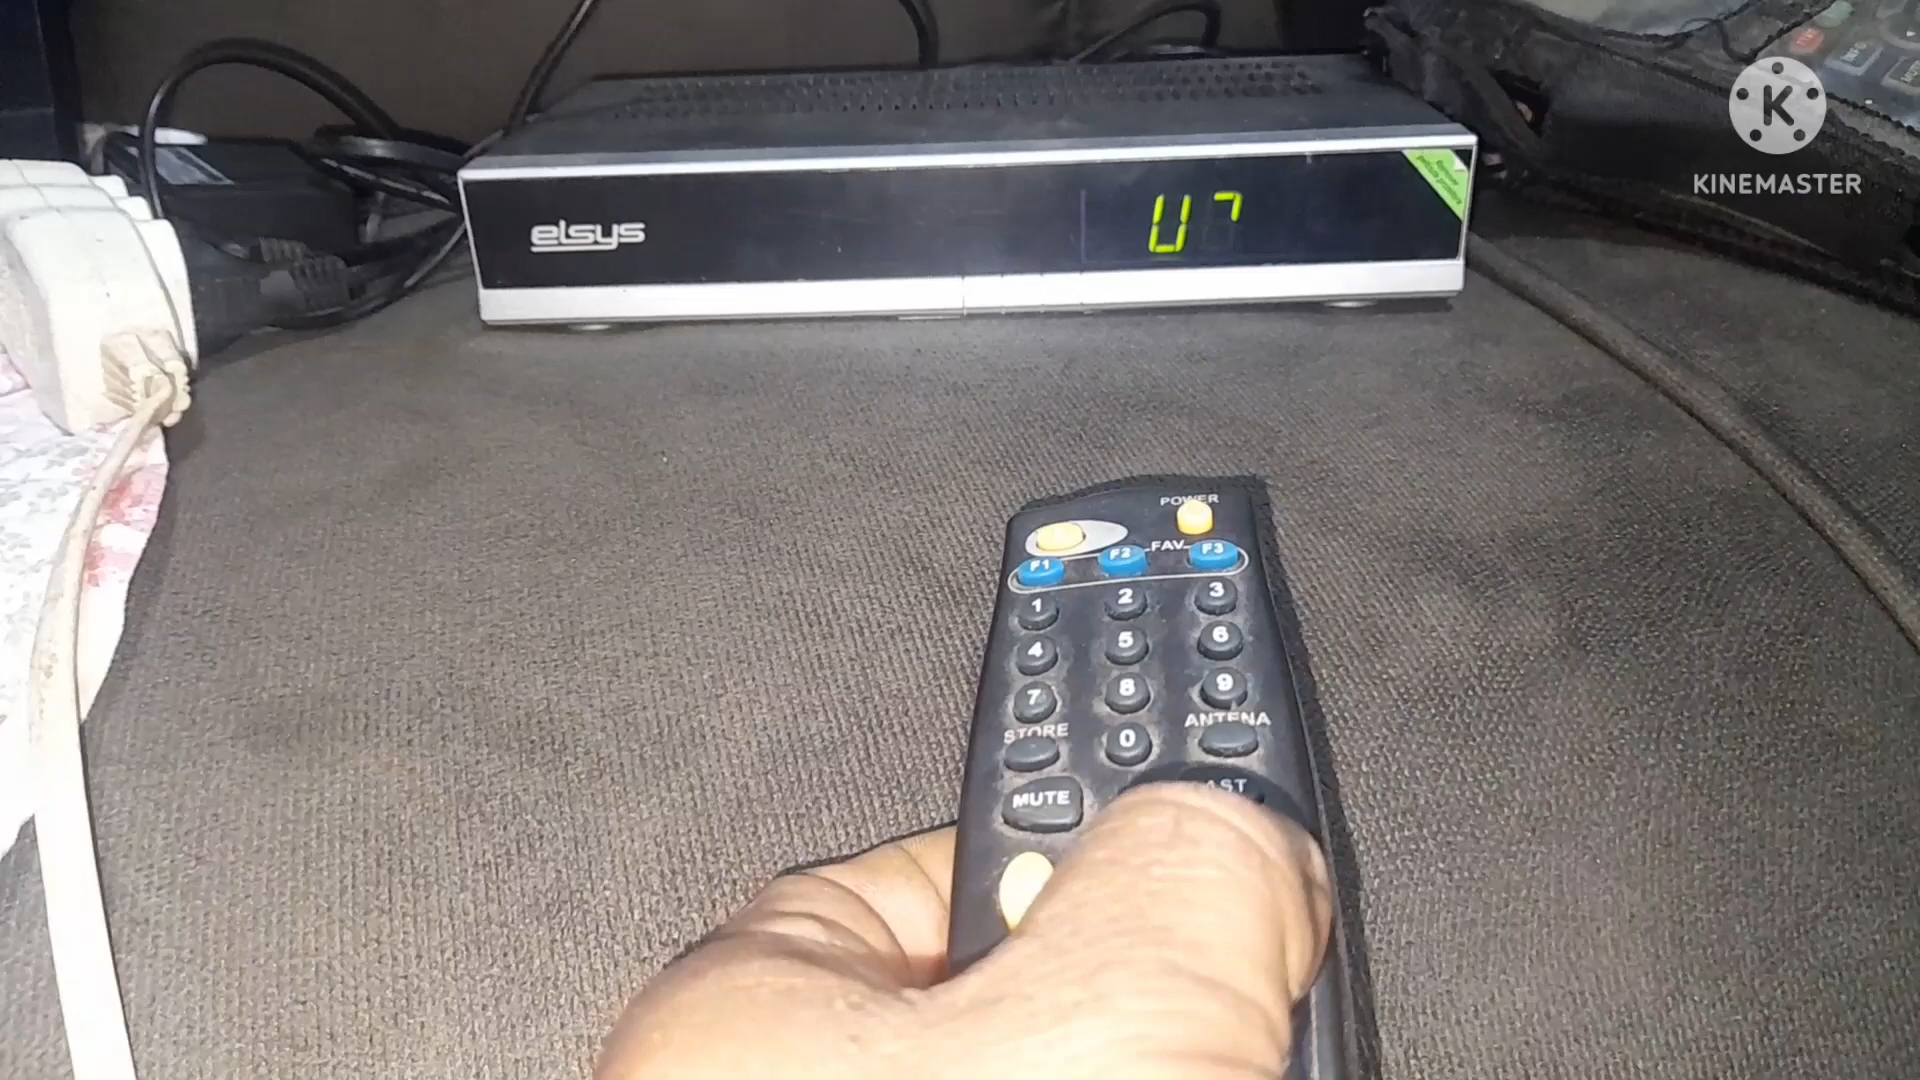 KINEMASTER
elsys
U7
POWER
FAV
F1 F2 F3
1 2 3
4 5 6
7 8 9
STORE ANTENA
0
MUTE